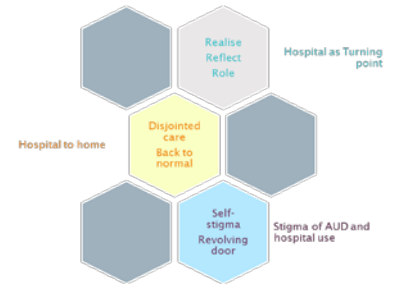 Realise
Reflect
Role
Hospital as Turning
point
Hospital to home
Disjointed
care
Back to
normal
Self-
stigma
Revolving
door
Stigma of AUD and
hospital use